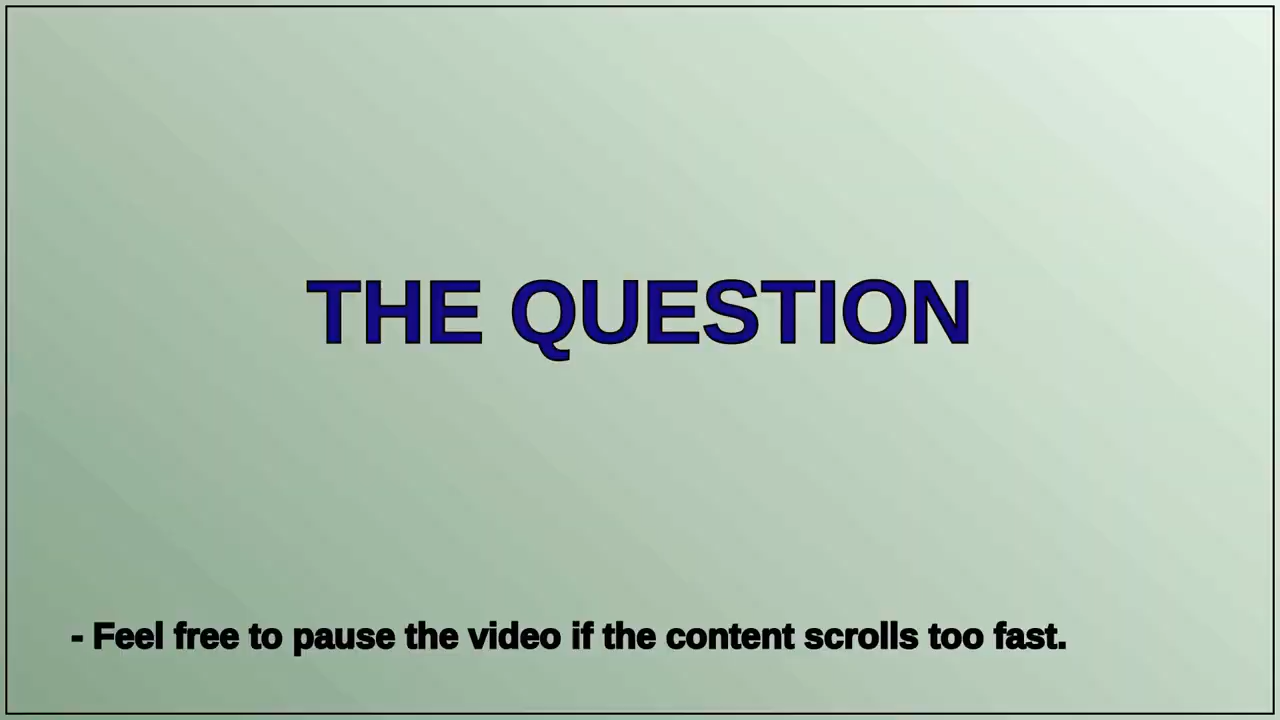 THE QUESTION
- Feel free to pause the video if the content scrolls too fast.